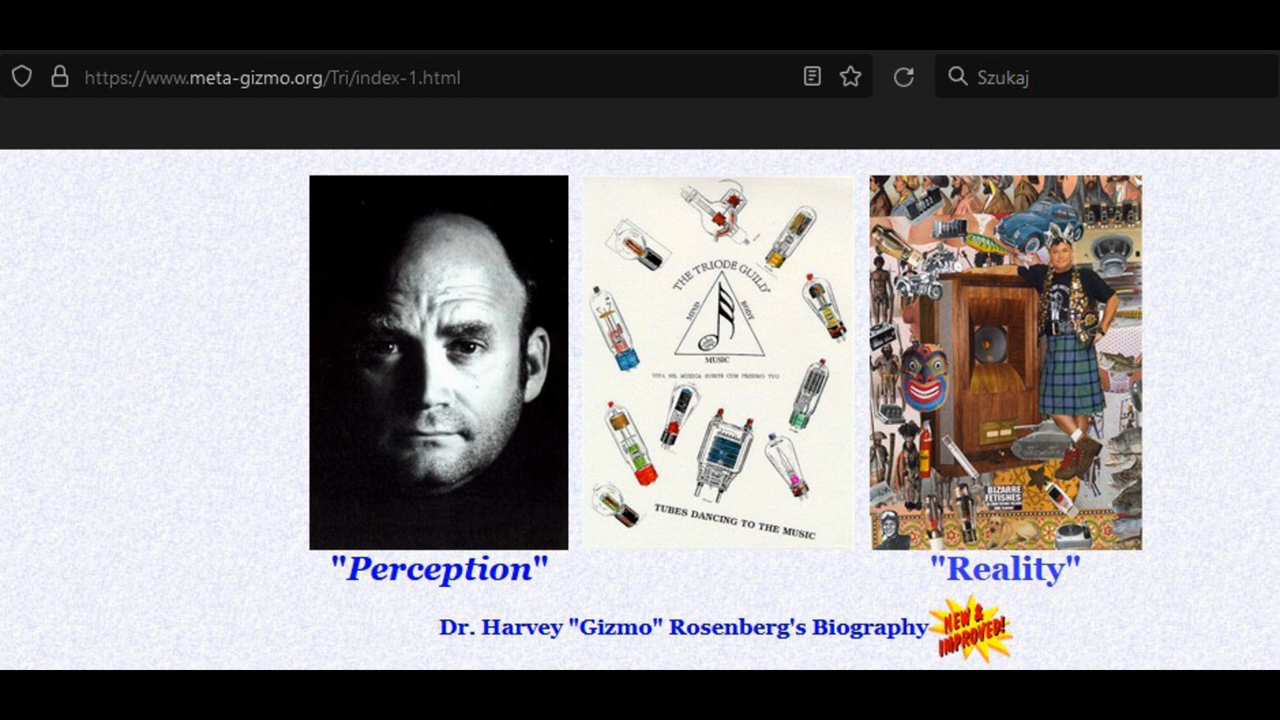 https://www.meta-gizmo.org/Tri/index-1.html
Szukaj
THE TRIODE GUILD
MIND
BODY
MUSIC
TUBES DANCING TO THE MUSIC
BIZARRE
FETISHES
"Perception"
"Reality"
Dr. Harvey "Gizmo" Rosenberg's Biography
NEW &
IMPROVED!